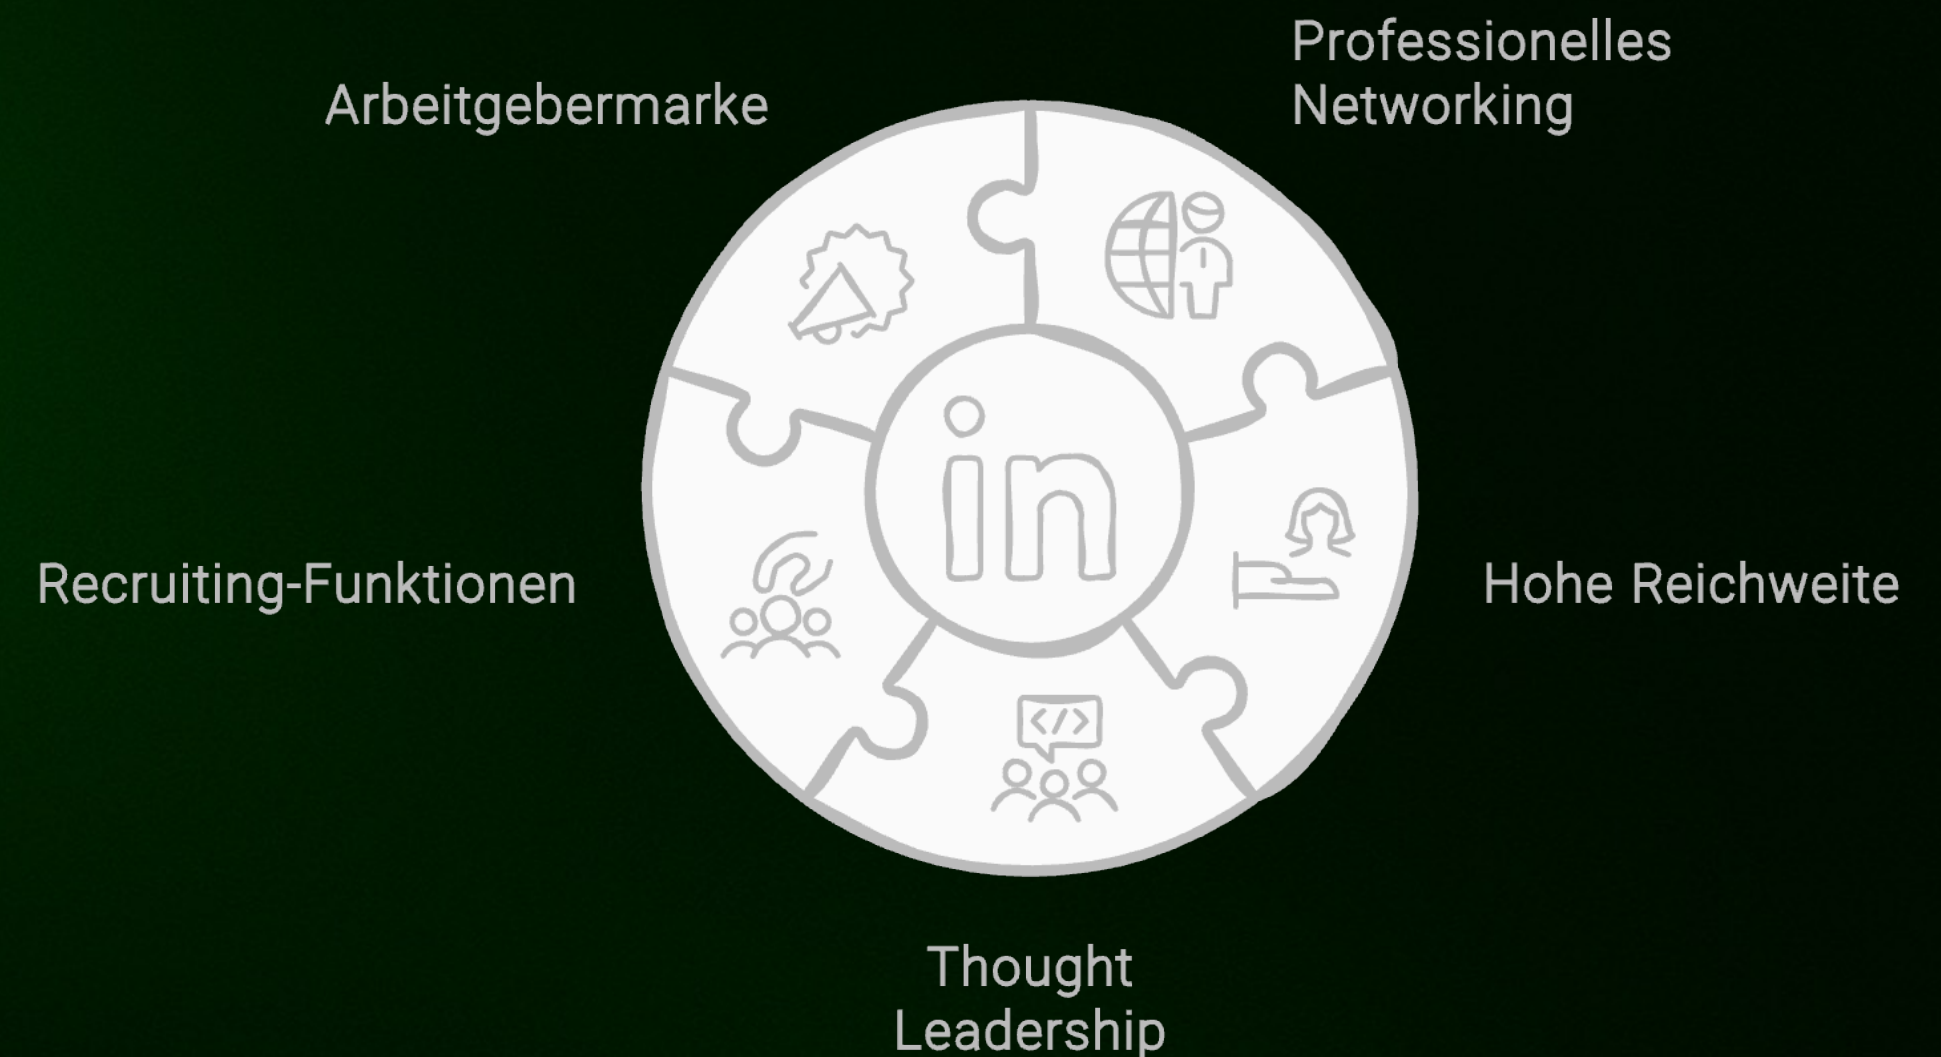 Professionelles
Networking
Arbeitgebermarke
in
</>
Recruiting-Funktionen
Hohe Reichweite
Thought
Leadership